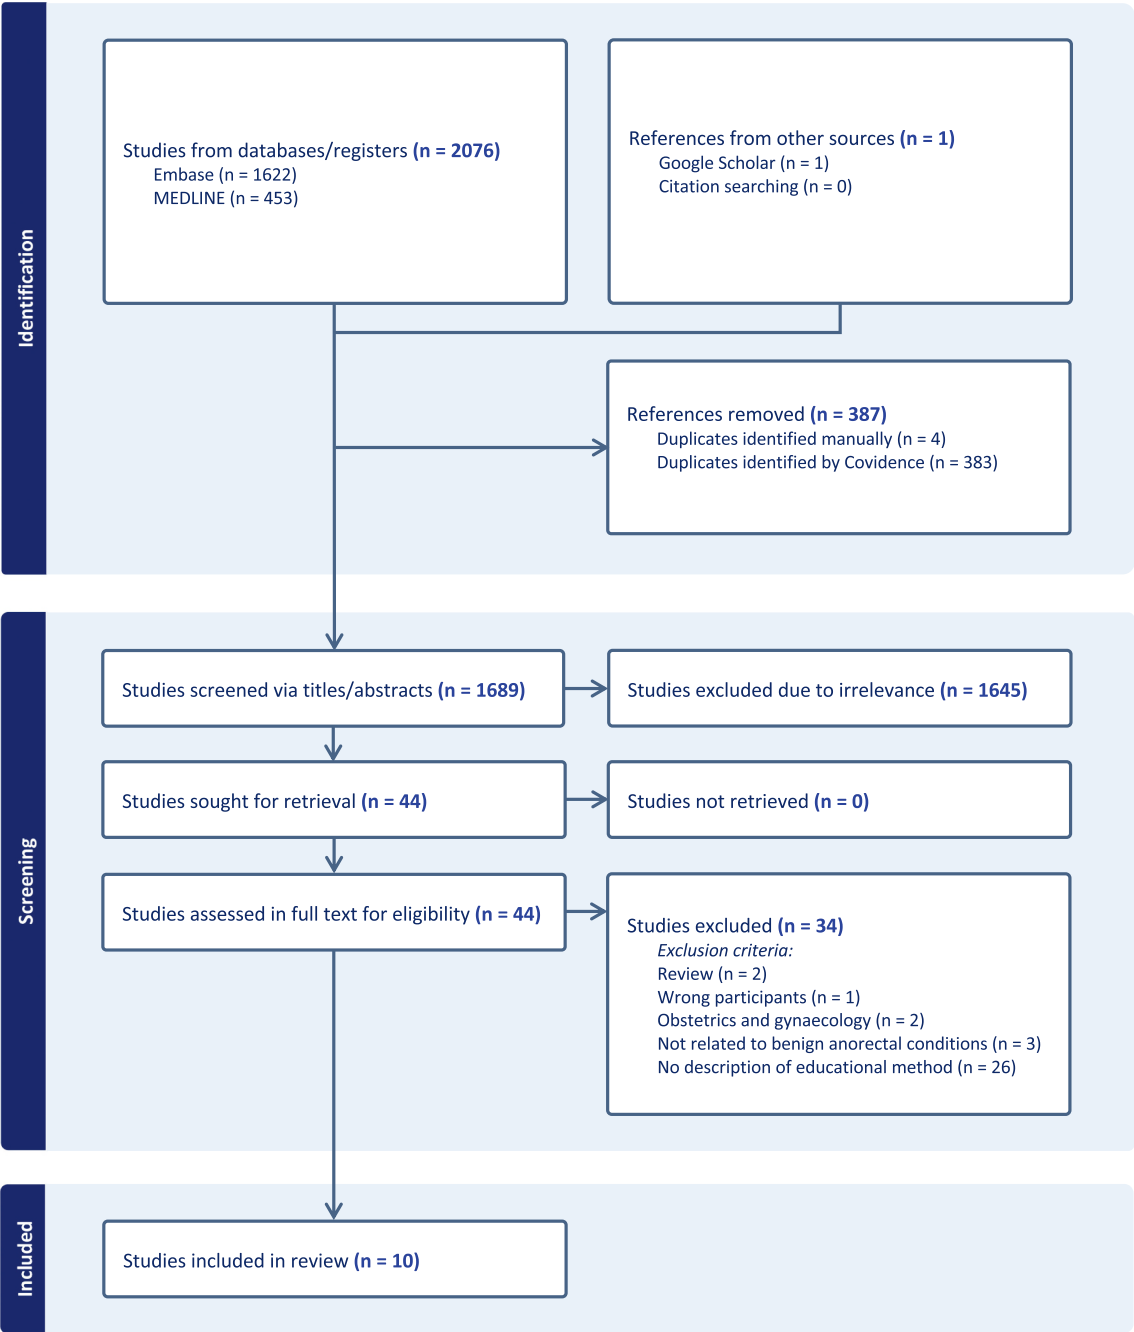 Identification
Studies from databases/registers (n = 2076)
Embase (n = 1622)
MEDLINE (n = 453)
References from other sources (n = 1)
Google Scholar (n = 1)
Citation searching (n = 0)
References removed (n = 387)
Duplicates identified manually (n = 4)
Duplicates identified by Covidence (n = 383)
Screening
Studies screened via titles/abstracts (n = 1689)
Studies excluded due to irrelevance (n = 1645)
Studies sought for retrieval (n = 44)
Studies not retrieved (n = 0)
Studies assessed in full text for eligibility (n = 44)
Studies excluded (n = 34)
Exclusion criteria:
Review (n = 2)
Wrong participants (n = 1)
Obstetrics and gynaecology (n = 2)
Not related to benign anorectal conditions (n = 3)
No description of educational method (n = 26)
Included
Studies included in review (n = 10)